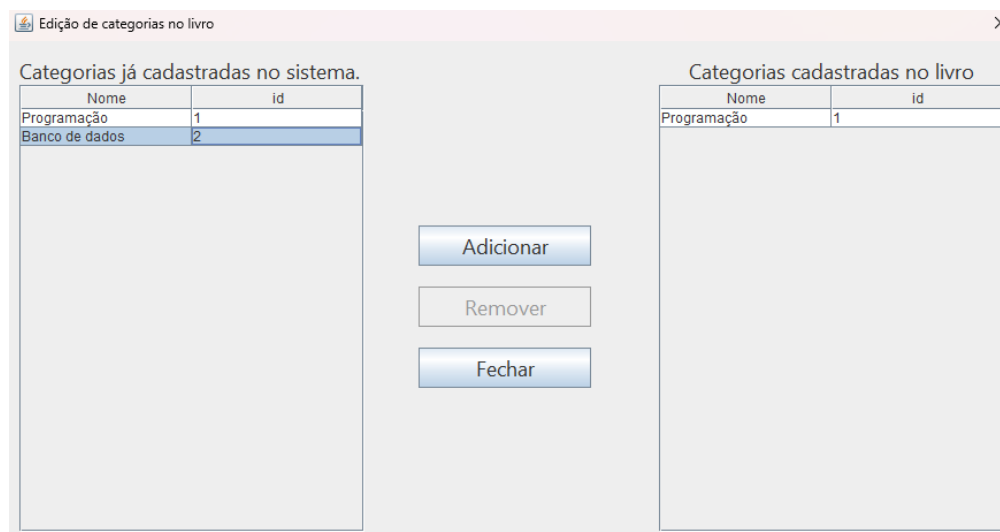 Edição de categorias no livro
Categorias já cadastradas no sistema.
Nome id
Programação 1
Banco de dados 2
Adicionar
Remover
Fechar
Categorias cadastradas no livro
Nome id
Programação 1